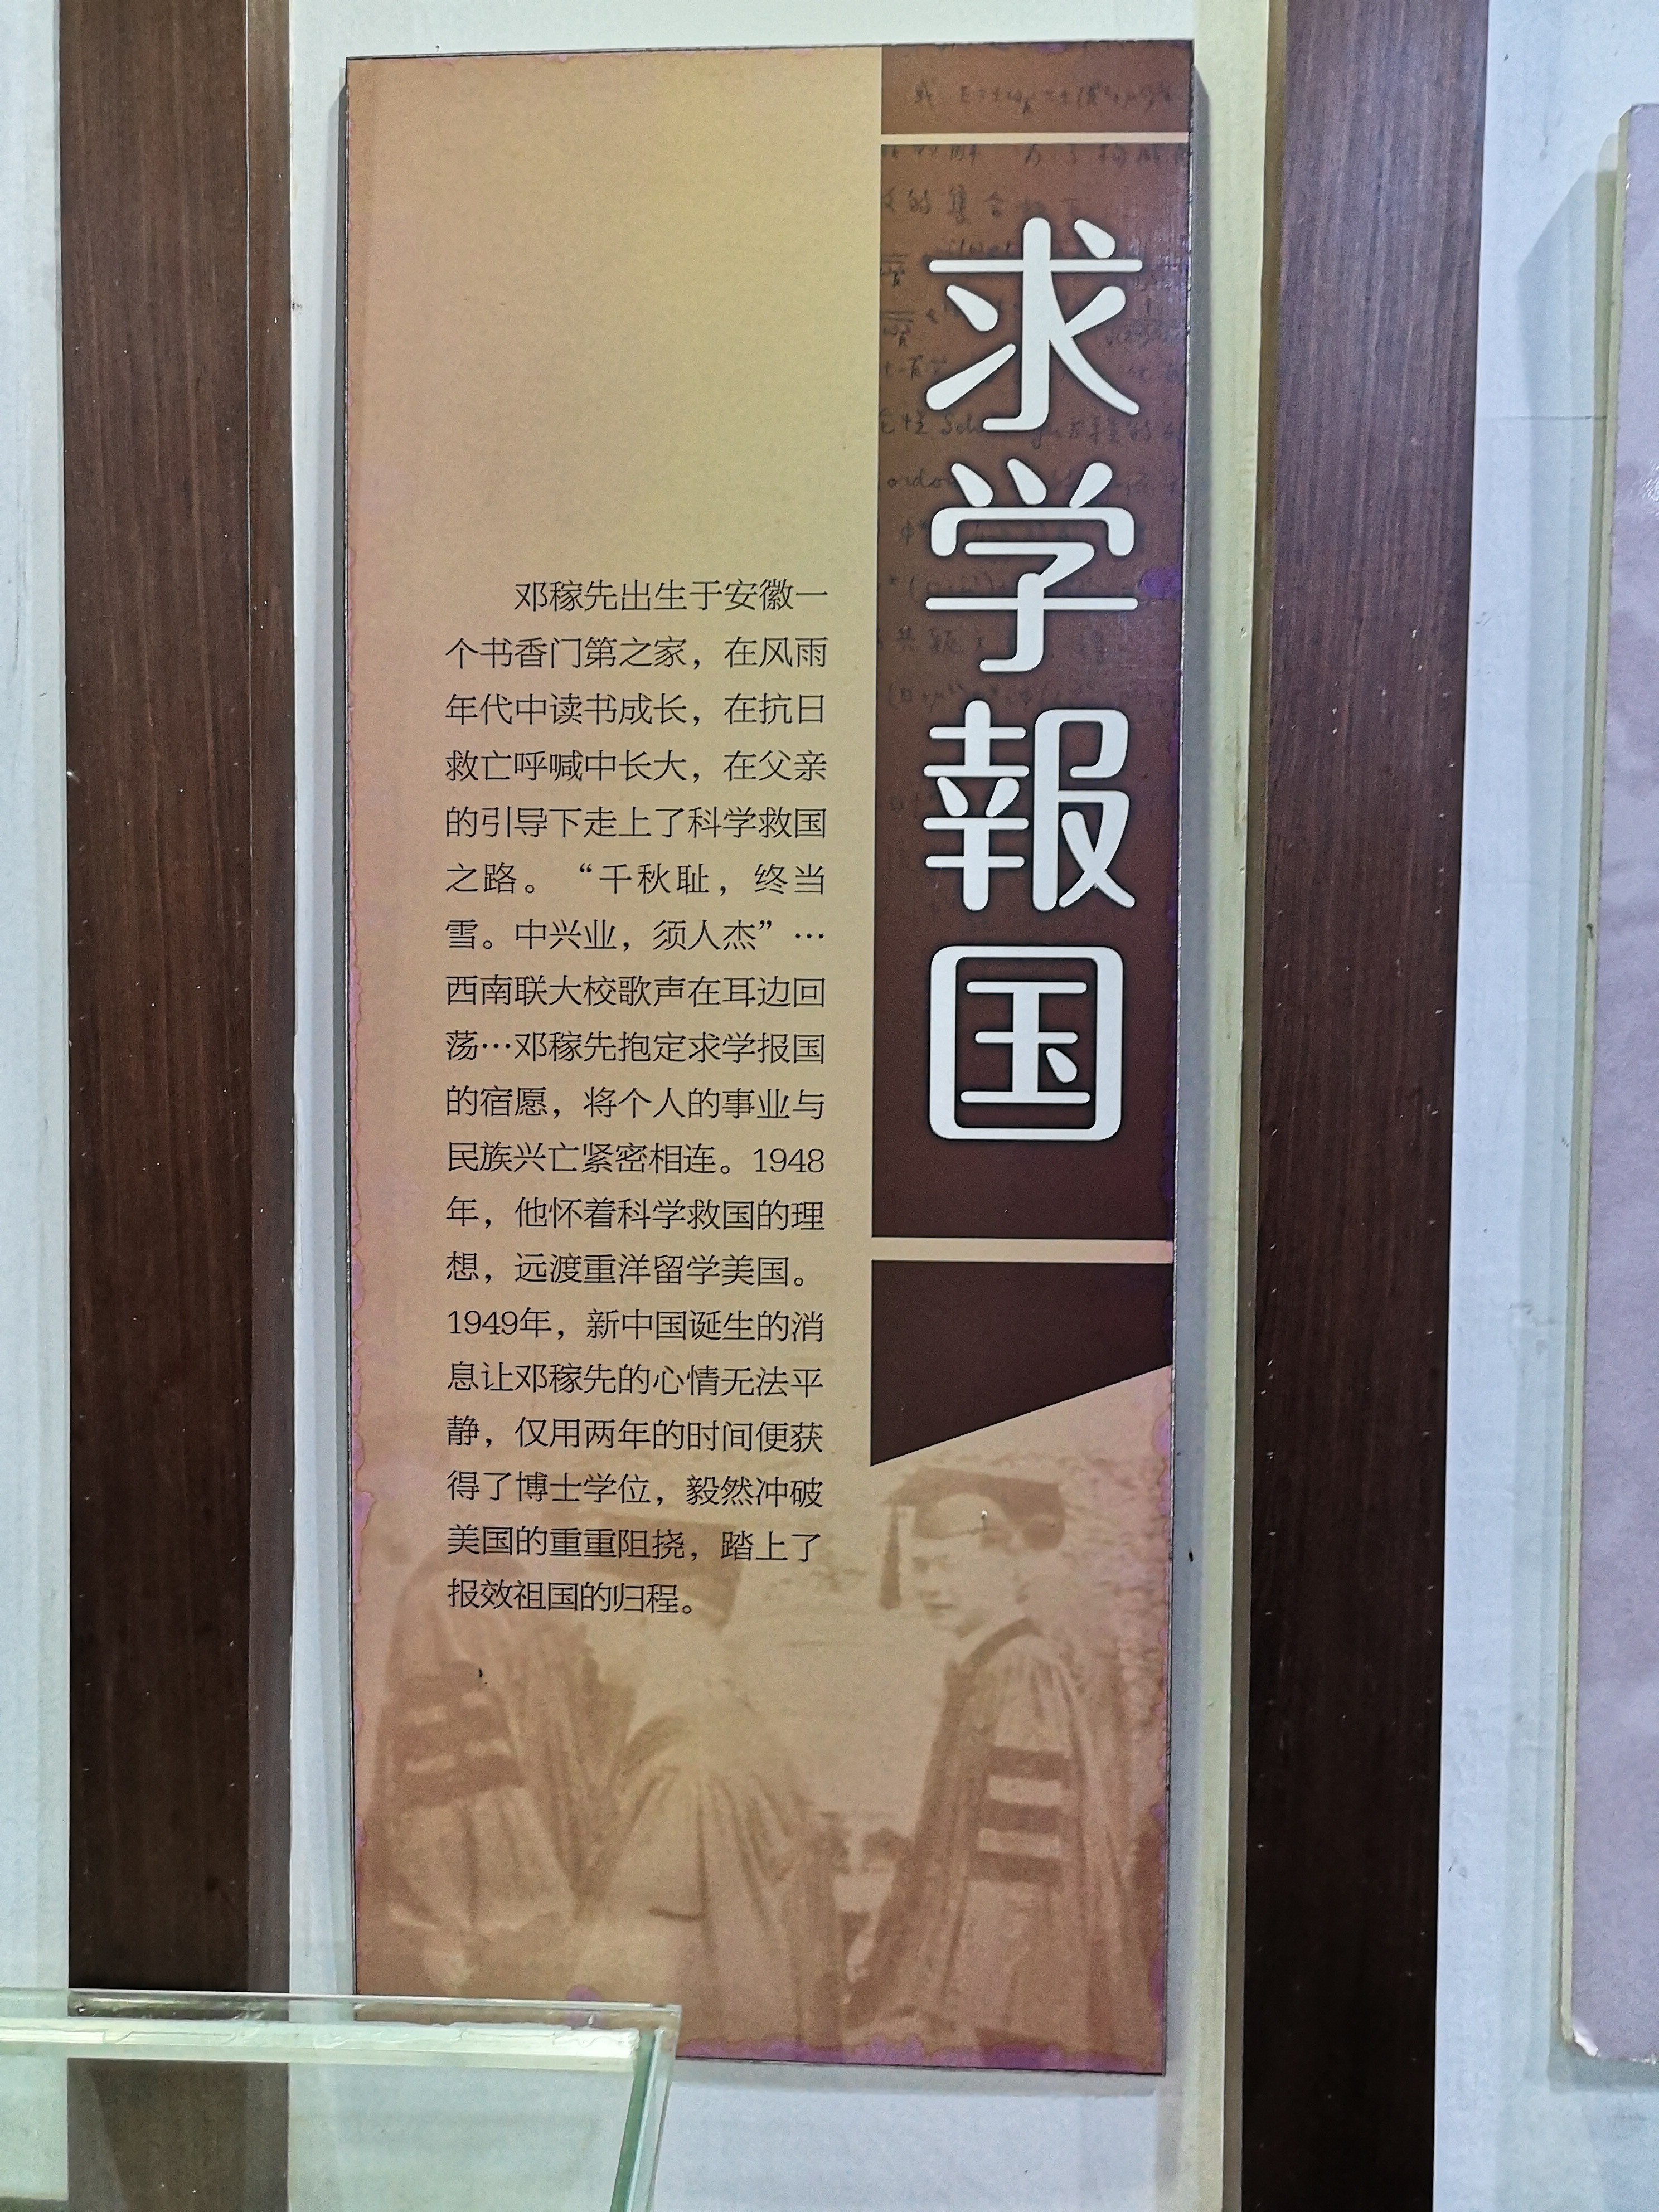 求学報国
邓稼先出生于安徽一
个书香门第之家，在风雨
年代中读书成长，在抗日
救亡呼喊中长大，在父亲
的引导下走上了科学救国
之路。“千秋耻，终当
雪。中兴业，须人杰”…
西南联大校歌声在耳边回
荡…邓稼先抱定求学报国
的宿愿，将个人的事业与
民族兴亡紧密相连。1948
年，他怀着科学救国的理
想，远渡重洋留学美国。
1949年，新中国诞生的消
息让邓稼先的心情无法平
静，仅用两年的时间便获
得了博士学位，毅然冲破
美国的重重阻挠，踏上了
报效祖国的归程。